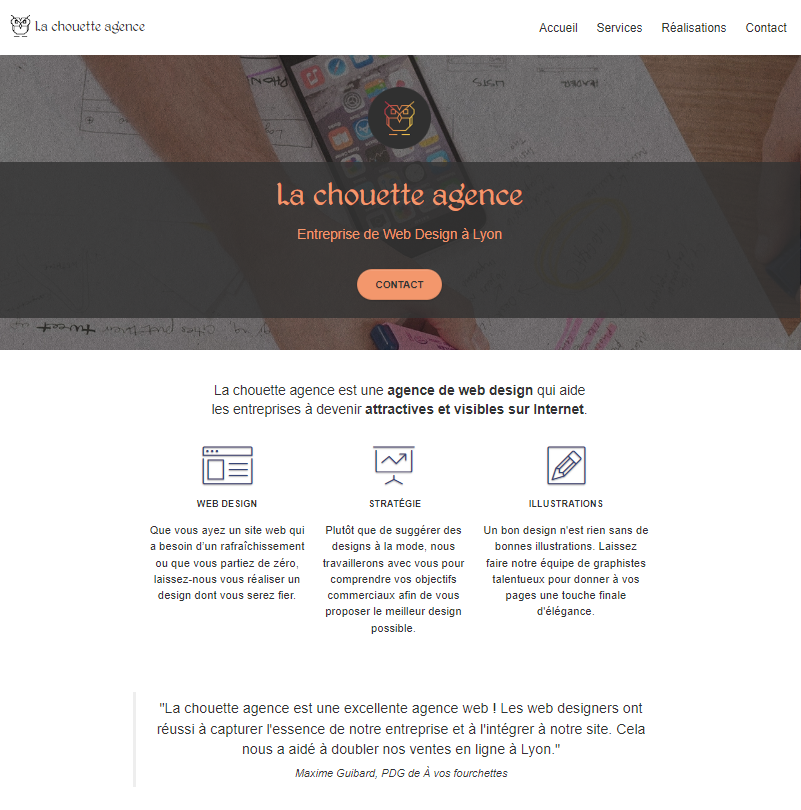 La chouette agence
Accueil Services Réalisations Contact
PHON LISTS HEADER
La chouette agence
Entreprise de Web Design à Lyon
CONTACT
La chouette agence est une agence de web design qui aide
les entreprises à devenir attractives et visibles sur Internet.
WEB DESIGN
Que vous ayez un site web qui
a besoin d'un rafraîchissement
ou que vous partiez de zéro,
laissez-nous vous réaliser un
design dont vous serez fier.
STRATÉGIE
Plutôt que de suggérer des
designs à la mode, nous
travaillerons avec vous pour
comprendre vos objectifs
commerciaux afin de vous
proposer le meilleur design
possible.
ILLUSTRATIONS
Un bon design n'est rien sans de
bonnes illustrations. Laissez
faire notre équipe de graphistes
talentueux pour donner à vos
pages une touche finale
d'élégance.
"La chouette agence est une excellente agence web ! Les web designers ont
réussi à capturer l'essence de notre entreprise et à l'intégrer à notre site. Cela
nous a aidé à doubler nos ventes en ligne à Lyon."
Maxime Guibard, PDG de À vos fourchettes